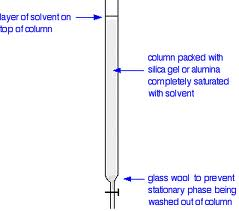 layer of solvent on
top of column
column packed with
silica gel or alumina
completely saturated
with solvent
glass wool to prevent
stationary phase being
washed out of column